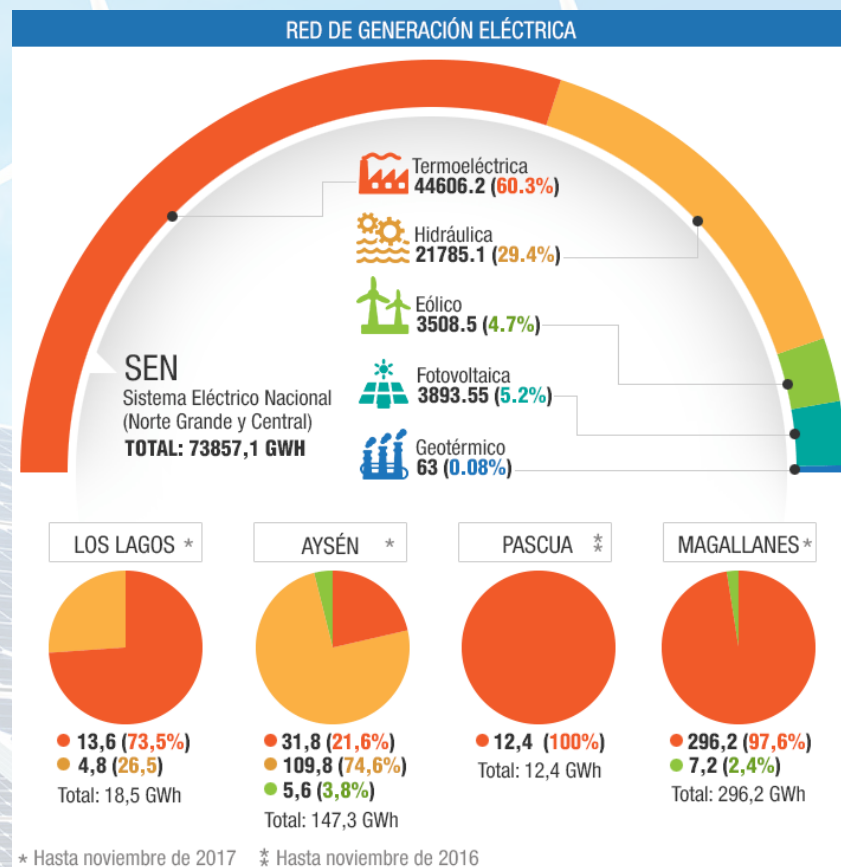 RED DE GENERACIÓN ELÉCTRICA
Termoeléctrica
44606.2 (60.3%)
Hidráulica
21785.1 (29.4%)
Eólico
3508.5 (4.7%)
Fotovoltaica
3893.55 (5.2%)
Geotérmico
63 (0.08%)
SEN
Sistema Eléctrico Nacional
(Norte Grande y Central)
TOTAL: 73857,1 GWH
LOS LAGOS *
13,6 (73,5%)
4,8 (26,5)
Total: 18,5 GWh
AYSÉN *
31,8 (21,6%)
109,8 (74,6%)
5,6 (3,8%)
Total: 147,3 GWh
PASCUA **
12,4 (100%)
Total: 12,4 GWh
MAGALLANES *
296,2 (97,6%)
7,2 (2,4%)
Total: 296,2 GWh
* Hasta noviembre de 2017 ** Hasta noviembre de 2016